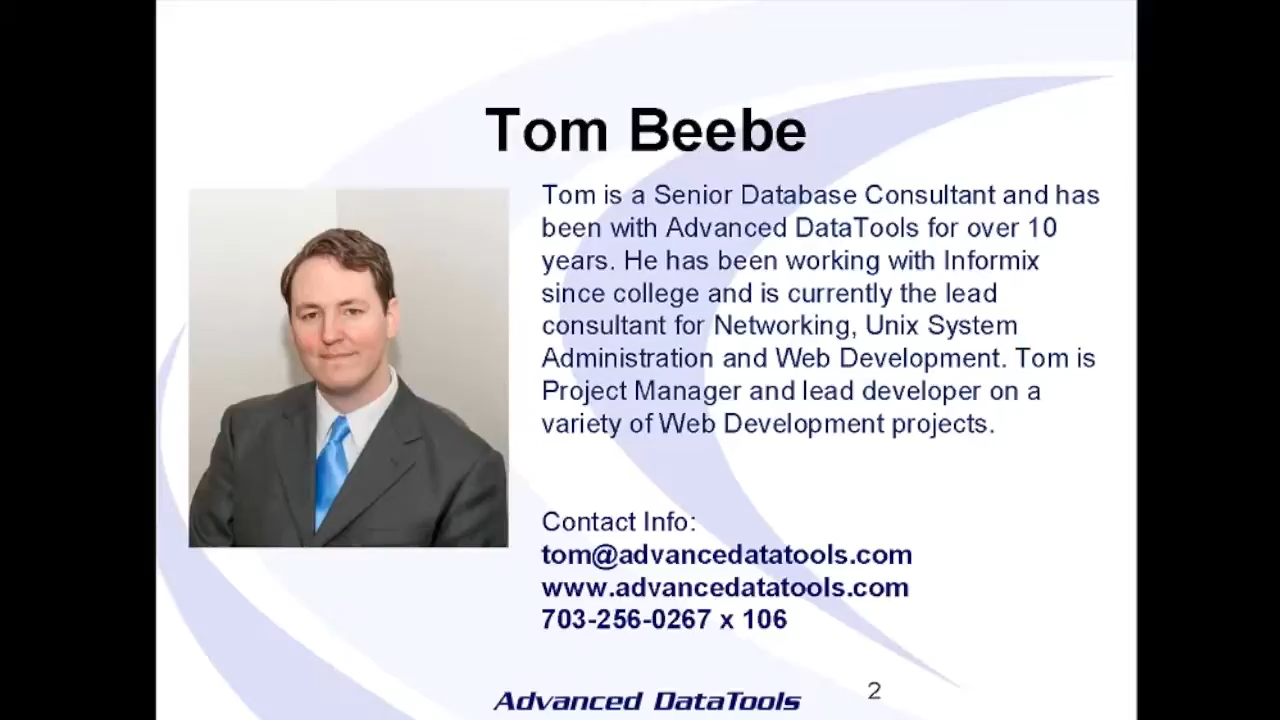 Tom Beebe
Tom is a Senior Database Consultant and has
been with Advanced DataTools for over 10
years. He has been working with Informix
since college and is currently the lead
consultant for Networking, Unix System
Administration and Web Development. Tom is
Project Manager and lead developer on a
variety of Web Development projects.
Contact Info:
tom@advancedatatools.com
www.advancedatatools.com
703-256-0267 x 106
Advanced DataTools
2